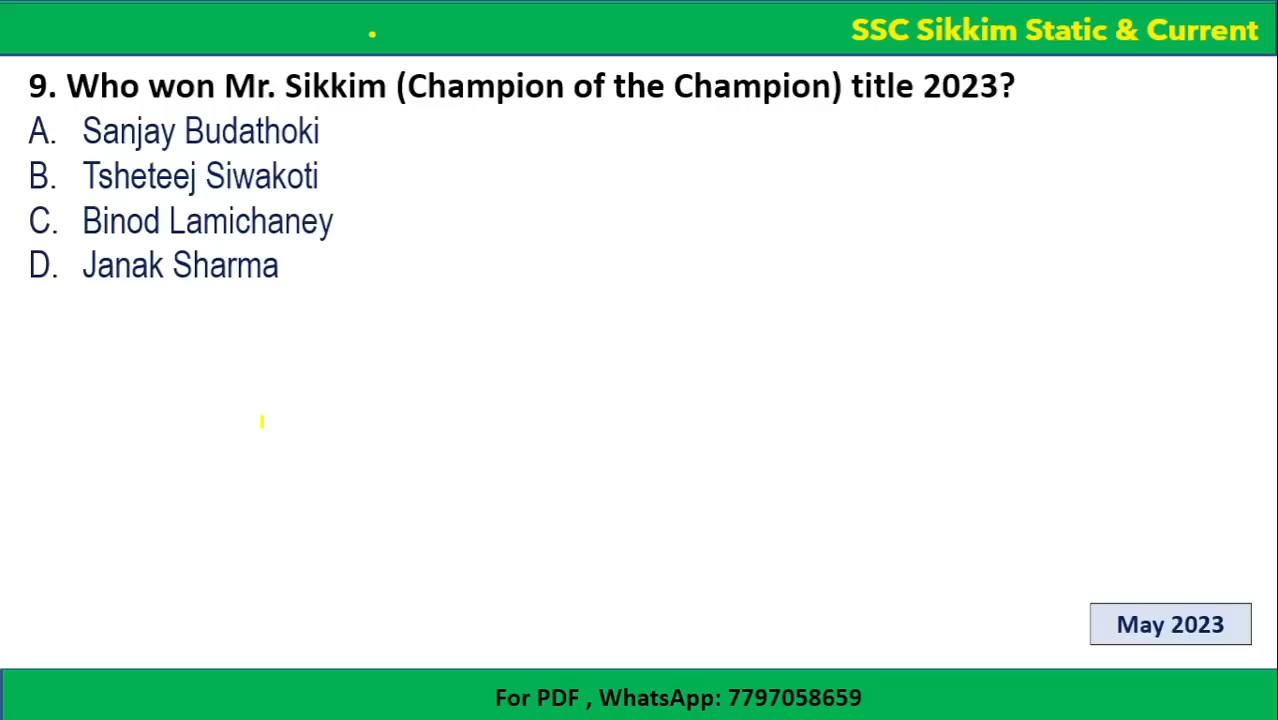 SSC Sikkim Static & Current
9. Who won Mr. Sikkim (Champion of the Champion) title 2023?
A. Sanjay Budathoki
B. Tsheteej Siwakoti
C. Binod Lamichaney
D. Janak Sharma
May 2023
For PDF , WhatsApp: 7797058659